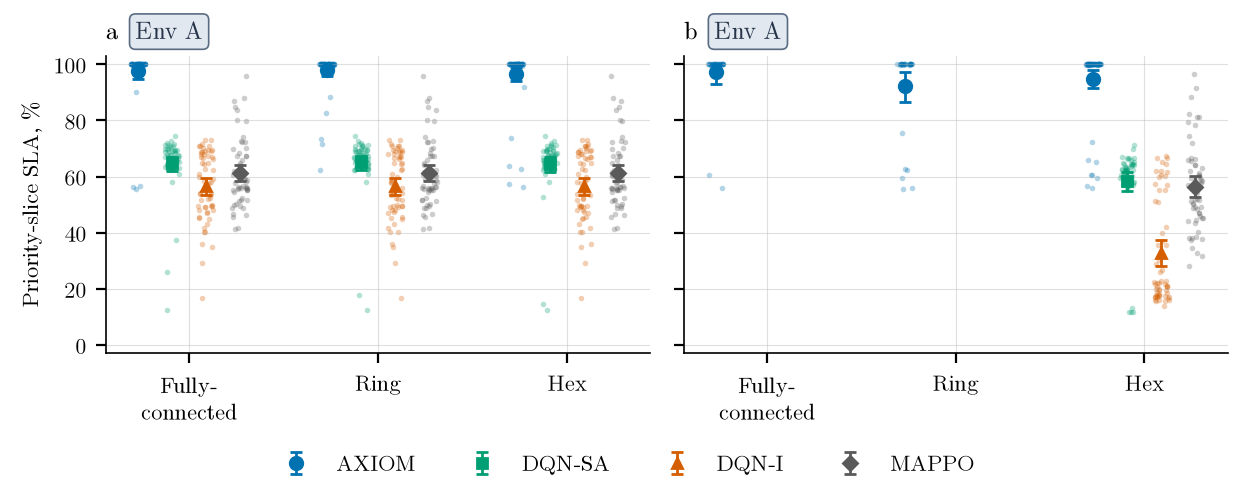 a Env A
b Env A
Priority-slice SLA, %
100
80
60
40
20
0
Fully-
connected
Ring
Hex
Fully-
connected
Ring
Hex
AXIOM
DQN-SA
DQN-I
MAPPO